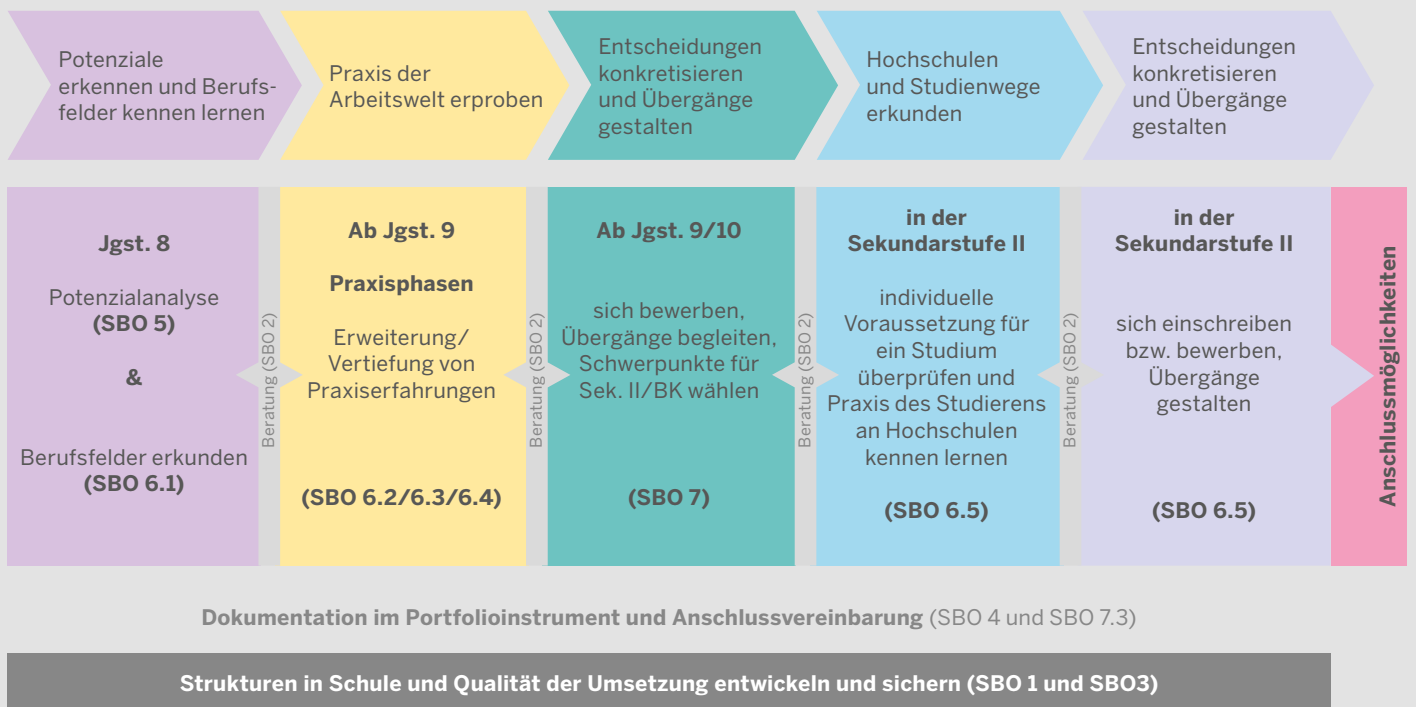 Potenziale
erkennen und Berufs-
felder kennen lernen
Praxis der
Arbeitswelt erproben
Entscheidungen
konkretisieren
und Übergänge
gestalten
Hochschulen
und Studienwege
erkunden
Entscheidungen
konkretisieren
und Übergänge
gestalten
Jgst. 8
Potenzialanalyse
(SBO 5)
&
Berufsfelder erkunden
(SBO 6.1)
Beratung (SBO 2)
Ab Jgst. 9
Praxisphasen
Erweiterung/
Vertiefung von
Praxiserfahrungen
(SBO 6.2/6.3/6.4)
Beratung (SBO 2)
Ab Jgst. 9/10
sich bewerben,
Übergänge begleiten,
Schwerpunkte für
Sek. II/BK wählen
(SBO 7)
Beratung (SBO 2)
in der
Sekundarstufe II
individuelle
Voraussetzung für
ein Studium
überprüfen und
Praxis des Studierens
an Hochschulen
kennen lernen
(SBO 6.5)
Beratung (SBO 2)
in der
Sekundarstufe II
sich einschreiben
bzw. bewerben,
Übergänge
gestalten
(SBO 6.5)
Anschlussmöglichkeiten
Dokumentation im Portfolioinstrument und Anschlussvereinbarung (SBO 4 und SBO 7.3)
Strukturen in Schule und Qualität der Umsetzung entwickeln und sichern (SBO 1 und SBO3)